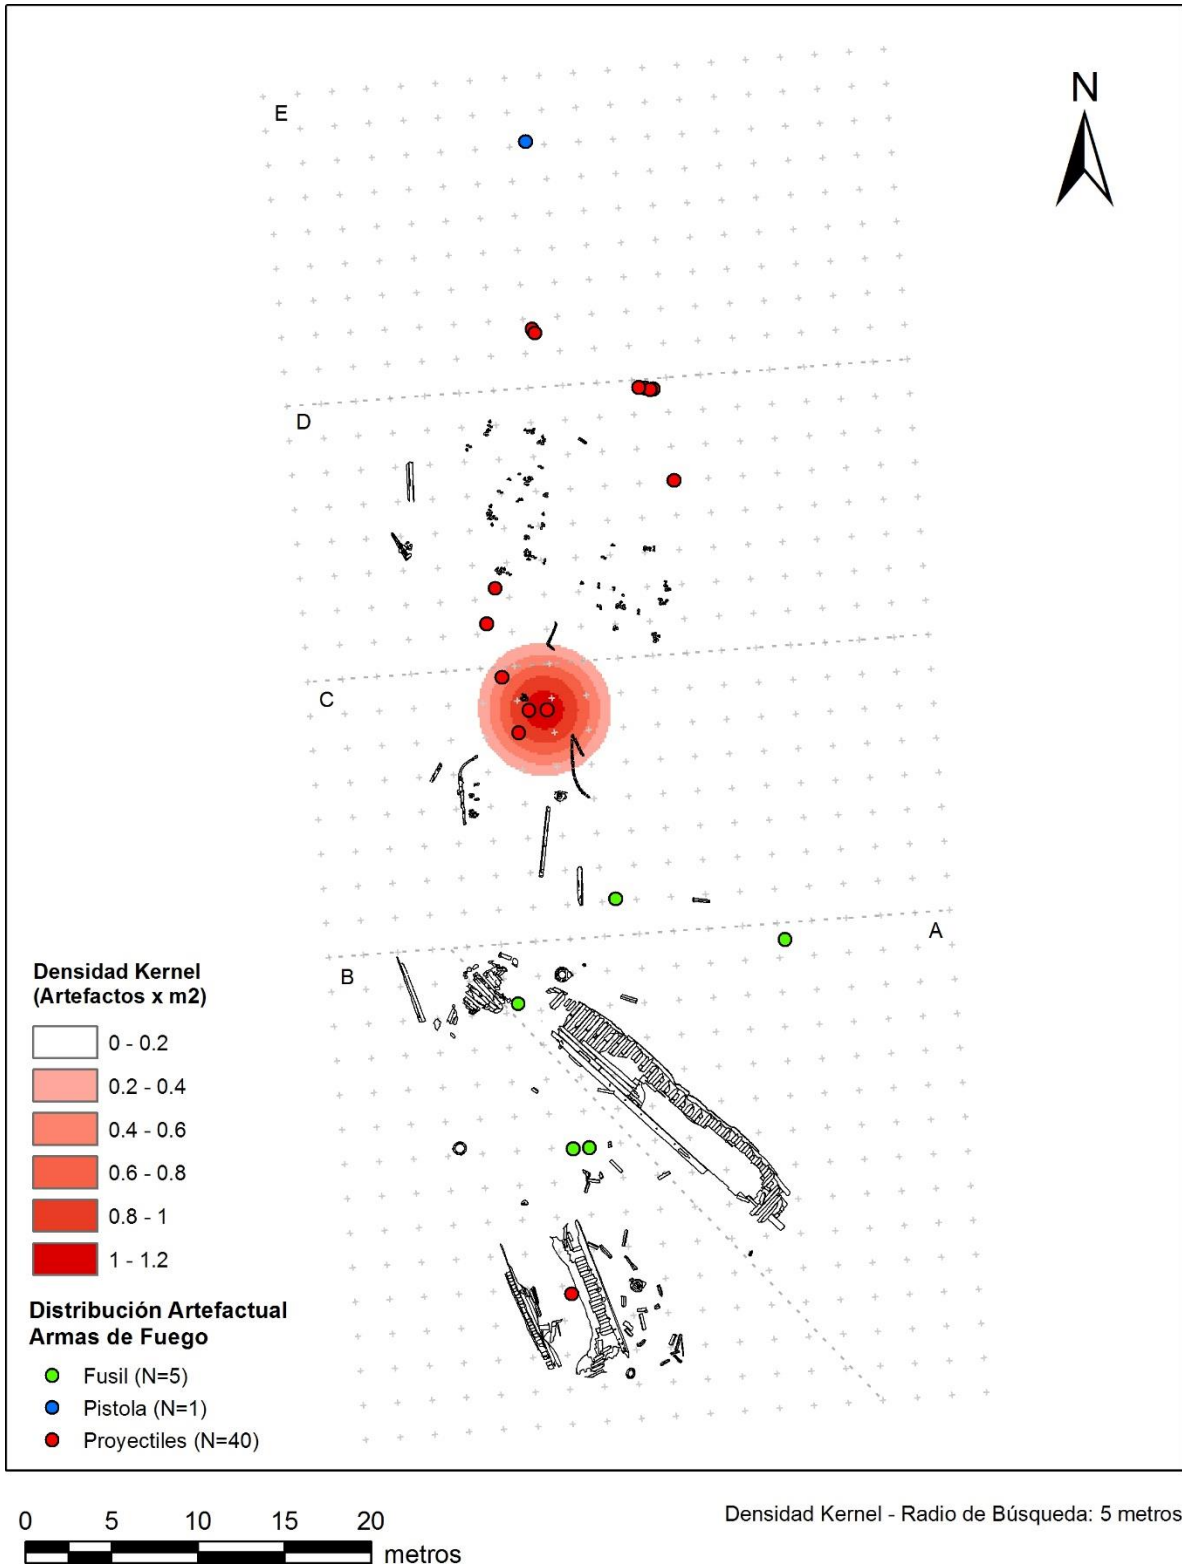 N
E
D
C
A
B
Densidad Kernel
(Artefactos x m2)
0 - 0.2
0.2 - 0.4
0.4 - 0.6
0.6 - 0.8
0.8 - 1
1 - 1.2
Distribución Artefactual
Armas de Fuego
Fusil (N=5)
Pistola (N=1)
Proyectiles (N=40)
Densidad Kernel - Radio de Búsqueda: 5 metros
0 5 10 15 20
metros